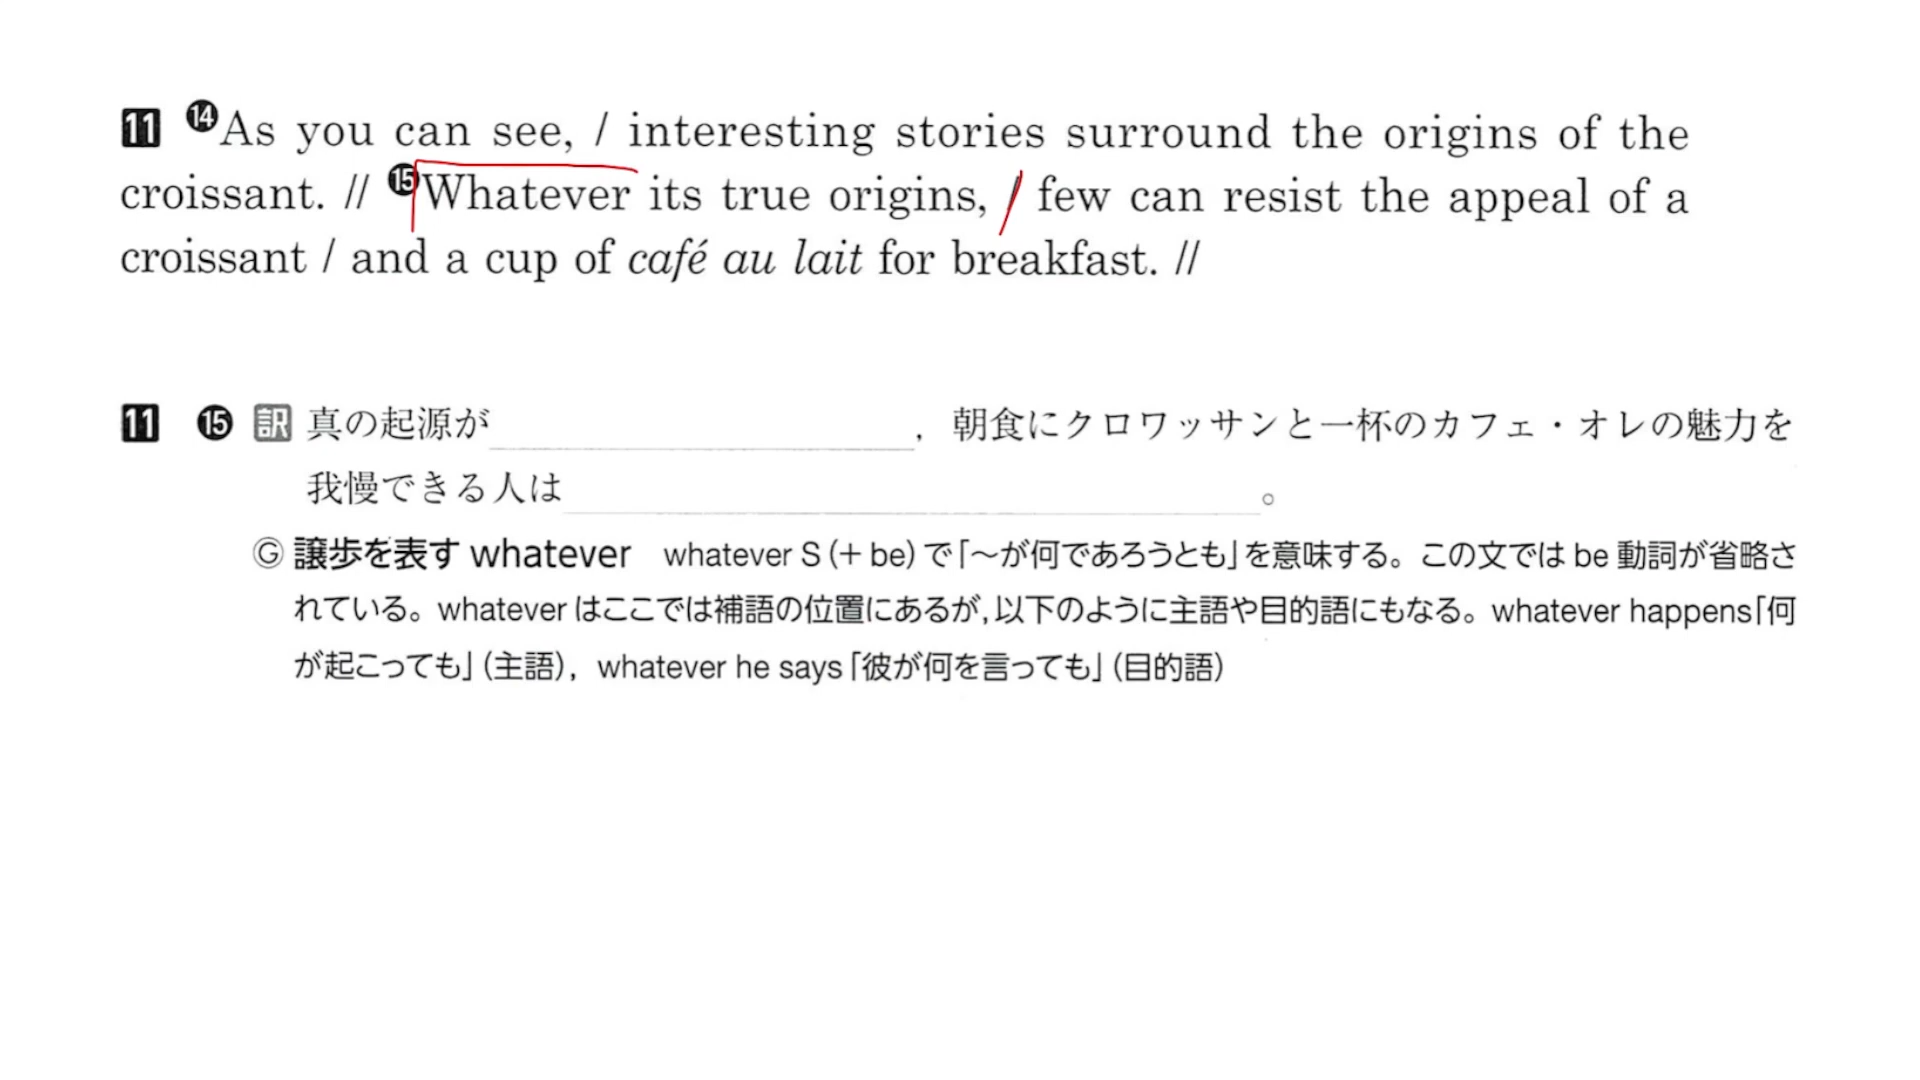 11 ⓮As you can see, / interesting stories surround the origins of the
croissant. // ⓯Whatever its true origins, / few can resist the appeal of a
croissant / and a cup of café au lait for breakfast. //
11 ⓯ 訳 真の起源が , 朝食にクロワッサンと一杯のカフェ・オレの魅力を
我慢できる人は 。
Ⓖ 譲歩を表す whatever whatever S (+ be) で「〜が何であろうとも」を意味する。この文では be 動詞が省略さ
れている。whatever はここでは補語の位置にあるが, 以下のように主語や目的語にもなる。whatever happens「何
が起こっても」(主語), whatever he says「彼が何を言っても」(目的語)